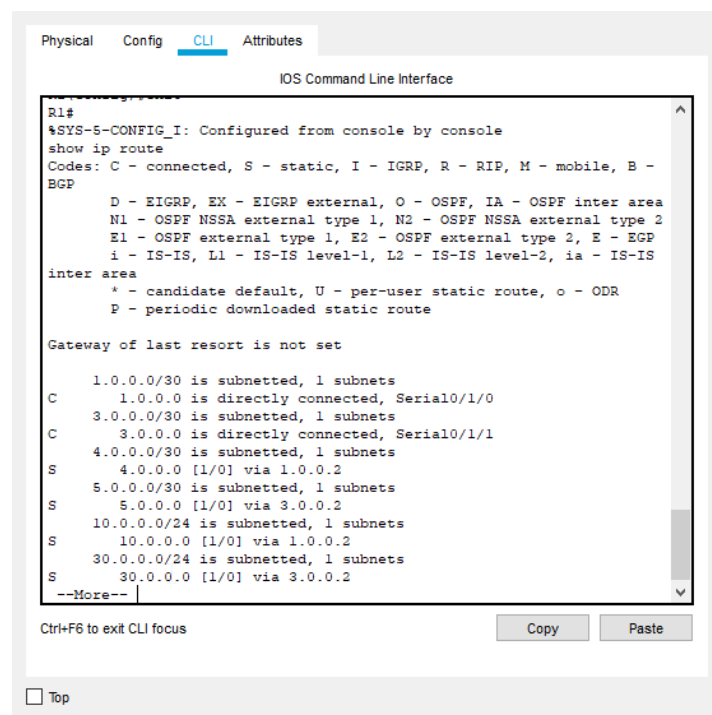 Physical Config CLI Attributes
IOS Command Line Interface
R1#
%SYS-5-CONFIG_I: Configured from console by console
show ip route
Codes: C - connected, S - static, I - IGRP, R - RIP, M - mobile, B -
BGP
D - EIGRP, EX - EIGRP external, O - OSPF, IA - OSPF inter area
N1 - OSPF NSSA external type 1, N2 - OSPF NSSA external type 2
E1 - OSPF external type 1, E2 - OSPF external type 2, E - EGP
i - IS-IS, L1 - IS-IS level-1, L2 - IS-IS level-2, ia - IS-IS
inter area
* - candidate default, U - per-user static route, o - ODR
P - periodic downloaded static route
Gateway of last resort is not set
1.0.0.0/30 is subnetted, 1 subnets
C 1.0.0.0 is directly connected, Serial0/1/0
3.0.0.0/30 is subnetted, 1 subnets
C 3.0.0.0 is directly connected, Serial0/1/1
4.0.0.0/30 is subnetted, 1 subnets
S 4.0.0.0 [1/0] via 1.0.0.2
5.0.0.0/30 is subnetted, 1 subnets
S 5.0.0.0 [1/0] via 3.0.0.2
10.0.0.0/24 is subnetted, 1 subnets
S 10.0.0.0 [1/0] via 1.0.0.2
30.0.0.0/24 is subnetted, 1 subnets
S 30.0.0.0 [1/0] via 3.0.0.2
--More--
Ctrl+F6 to exit CLI focus
Copy Paste
Top